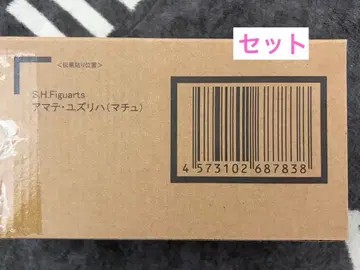 セット
<伝票貼り位置>
S.H.Figuarts
アマテ・ユズリハ(マチュ)
4 573102 687838